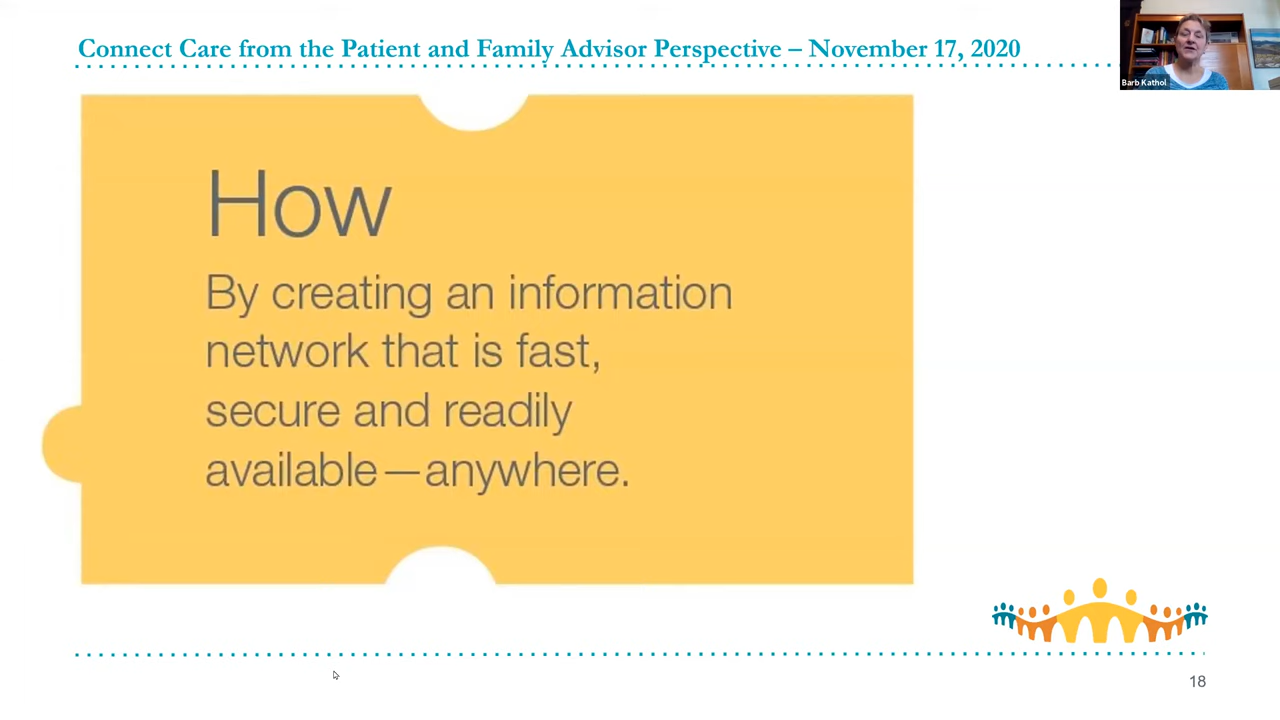 Connect Care from the Patient and Family Advisor Perspective – November 17, 2020
Barb Kathol
How
By creating an information
network that is fast,
secure and readily
available—anywhere.
18